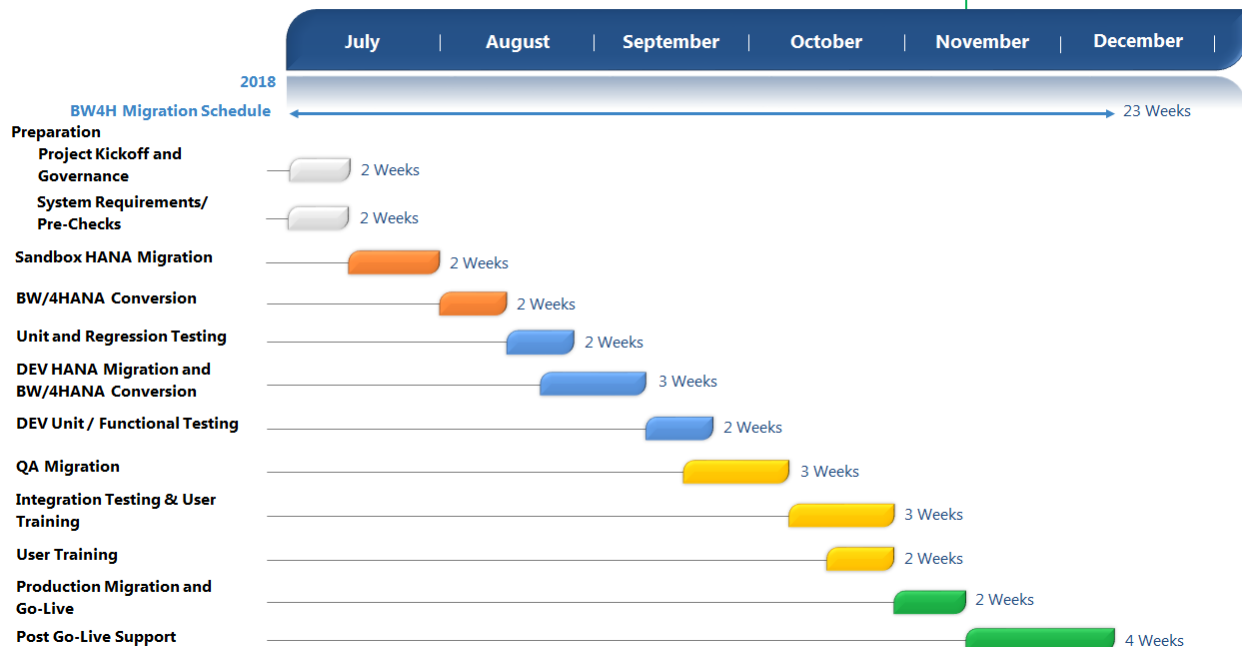 July | August | September | October | November | December |
2018
BW4H Migration Schedule 23 Weeks
Preparation
Project Kickoff and
Governance
2 Weeks
System Requirements/
Pre-Checks
2 Weeks
Sandbox HANA Migration 2 Weeks
BW/4HANA Conversion 2 Weeks
Unit and Regression Testing 2 Weeks
DEV HANA Migration and
BW/4HANA Conversion
3 Weeks
DEV Unit / Functional Testing 2 Weeks
QA Migration 3 Weeks
Integration Testing & User
Training
3 Weeks
User Training 2 Weeks
Production Migration and
Go-Live
2 Weeks
Post Go-Live Support 4 Weeks